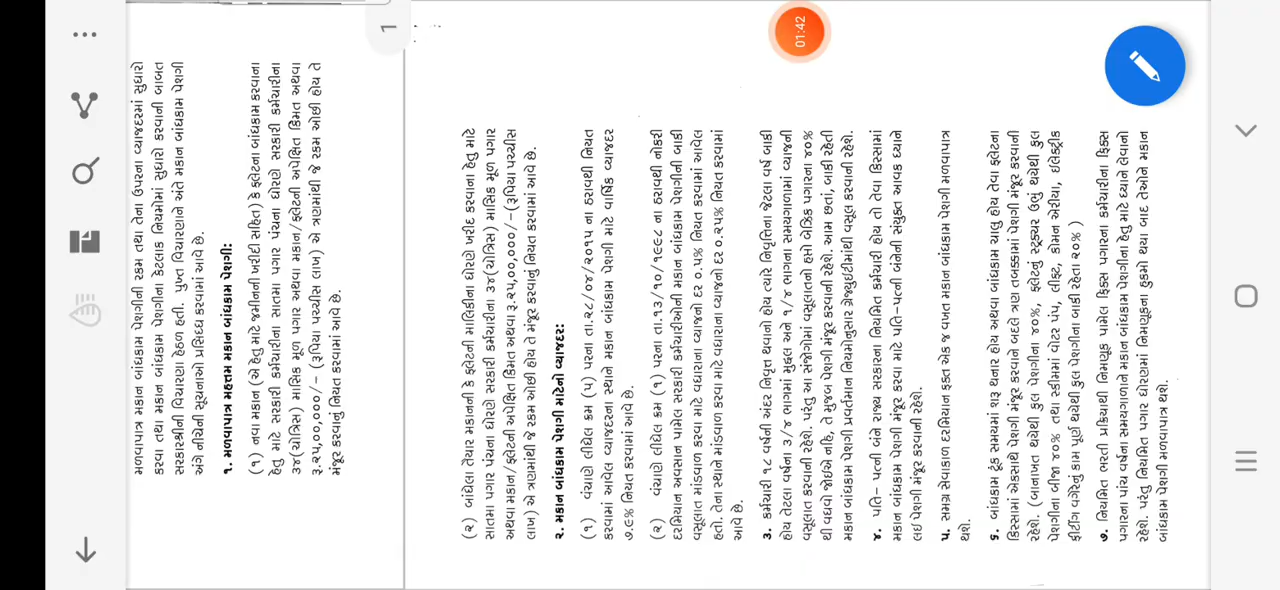 મળવાપાત્ર મકાન બાંધકામ પેશગીની રકમ તથા તેના ઉપરના વ્યાજદરમાં સુધારો
કરવા તથા મકાન બાંધકામ પેશગીના કેટલાક નિયમોમાં સુધારો કરવાની બાબત
સરકારશ્રીની વિચારણા હેઠળ હતી. પુખ્ત વિચારણાને અંતે મકાન બાંધકામ પેશગી
અંગે નીચેની સૂચનાઓ પ્રસિધ્ધ કરવામાં આવે છે.
૧. મળવાપાત્ર મહત્તમ મકાન બાંધકામ પેશગી:
(૧) નવા મકાન (એ હેતુ માટે જમીનની ખરીદી સહિત) કે ફ્લેટના બાંધકામ કરવાના
હેતુ માટે સરકારી કર્મચારીના સાતમા પગાર પંચના ધોરણે સરકારી કર્મચારીના
૩૪(ચોત્રિસ) માસિક મૂળ પગાર અથવા મકાન/ફ્લેટની અપેક્ષિત કિંમત અથવા
રૂ.૨૫,૦૦,૦૦૦/- (રૂપિયા પચ્ચીસ લાખ) એ ત્રણમાંથી જે રકમ ઓછી હોય તે
મંજૂર કરવાનું નિયત કરવામાં આવે છે.
1
(૨) બાંધેલા તૈયાર મકાનની કે ફ્લેટની માલિકીના ધોરણે ખરીદ કરવાના હેતુ માટે
સાતમા પગાર પંચના ધોરણે સરકારી કર્મચારીના ૩૪(ચોત્રિસ) માસિક મૂળ પગાર
અથવા મકાન/ફ્લેટની અપેક્ષિત કિંમત અથવા રૂ.૨૫,૦૦,૦૦૦/-(રૂપિયા પચ્ચીસ
લાખ) એ ત્રણમાંથી જે રકમ ઓછી હોય તે મંજૂર કરવાનું નિયત કરવામાં આવે છે.
૨. મકાન બાંધકામ પેશગી માટેનો વ્યાજદર:
(૧) વંચાણે લીધેલ ક્રમ (૫) પરના તા.૨૮/૦૪/૨૦૧૫ ના ઠરાવથી નિયત
કરવામાં આવેલ વ્યાજદરના સ્થાને મકાન બાંધકામ પેશગી માટે વાર્ષિક વ્યાજદર
૭.૯% નિયત કરવામાં આવે છે.
(૨) વંચાણે લીધેલ ક્રમ (૧) પરના તા.૧૩/૧૦/૧૯૯૮ ના ઠરાવથી નોકરી
દરમિયાન અવસાન પામેલ સરકારી કર્મચારીઓની મકાન બાંધકામ પેશગીની બાકી
વસૂલાત માંડવાળ કરવા માટે વધારાના વ્યાજનો દર ૦.૫% નિયત કરવામાં આવેલ
હતો. તેના સ્થાને માંડવાળ કરવા માટે વધારાના વ્યાજનો દર ૦.૨૫% નિયત કરવામાં
આવે છે.
૩. કર્મચારી ૧૮ વર્ષની અંદર નિવૃત્ત થવાનો હોય ત્યારે નિવૃત્તિના જેટલા વર્ષ બાકી
હોય તેટલા વર્ષના ૩/૪ ભાગમાં મુદ્દલ અને ૧/૪ ભાગના સમયગાળામાં વ્યાજની
વસૂલાત કરવાની રહેશે. પરંતુ આ સંજોગોમાં વસૂલાતનો હપ્તો બેઝિક પગારના ૪૦%
થી વધવો જોઈએ નહિ, તે મુજબ પેશગી મંજૂર કરવાની રહેશે. આમ છતાં, બાકી રહેતી
મકાન બાંધકામ પેશગી પ્રવર્તમાન નિયમોનુસાર ગ્રેજ્યુઈટીમાંથી વસૂલ કરવાની રહેશે.
૪. પતિ- પત્ની બંને રાજ્ય સરકારના નિયમિત કર્મચારી હોય તો તેવા કિસ્સામાં
મકાન બાંધકામ પેશગી મંજૂર કરવા માટે પતિ-પત્ની બંનેની સંયુક્ત આવક ધ્યાને
લઈ પેશગી મંજૂર કરવાની રહેશે.
૫. સમગ્ર સેવાકાળ દરમિયાન ફક્ત એક જ વખત મકાન બાંધકામ પેશગી મળવાપાત્ર
થશે.
૬. બાંધકામ ટૂંક સમયમાં શરૂ થનાર હોય અથવા બાંધકામ ચાલુ હોય તેવા ફ્લેટના
કિસ્સામાં એકસાથે પેશગી મંજૂર કરવાને બદલે ત્રણ તબક્કામાં પેશગી મંજૂર કરવાની
રહેશે. (બાનાખત થયેથી કુલ પેશગીના ૪૦%, ફ્લેટનું સ્ટ્રક્ચર ઉભું થયેથી કુલ
પેશગીના બીજા ૪૦% તથા સ્કીમમાં વોટર પંપ, લીફ્ટ, કોમન એરીયા, ઈલેક્ટ્રીક
ફીટીંગ વગેરેનું કામ પૂર્ણ થયેથી કુલ પેશગીના બાકી રહેતા ૨૦% )
૭. નિયમિત ભરતી પ્રક્રિયાથી નિમણૂક પામેલ ફિક્સ પગારના કર્મચારીના ફિક્સ
પગારના પાંચ વર્ષના સમયગાળાને મકાન બાંધકામ પેશગીના હેતુ માટે ધ્યાને લેવાનો
રહેશે. પરંતુ નિયમિત પગાર ધોરણમાં નિમણૂકના હુકમો થયા બાદ તેઓને મકાન
બાંધકામ પેશગી મળવાપાત્ર થશે.
01:42